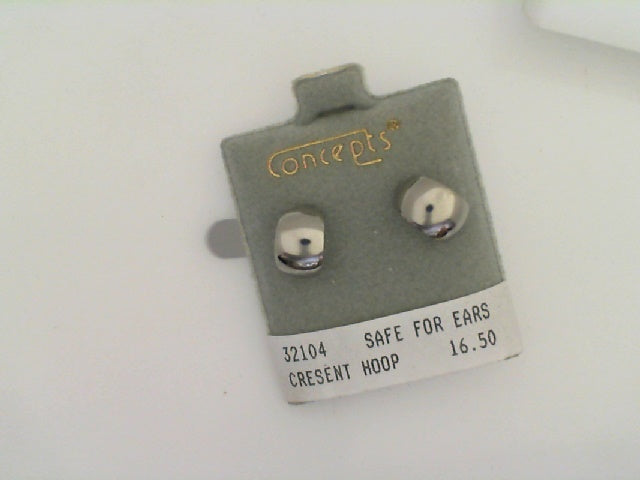 Concepts®
32104 SAFE FOR EARS
CRESENT HOOP 16.50